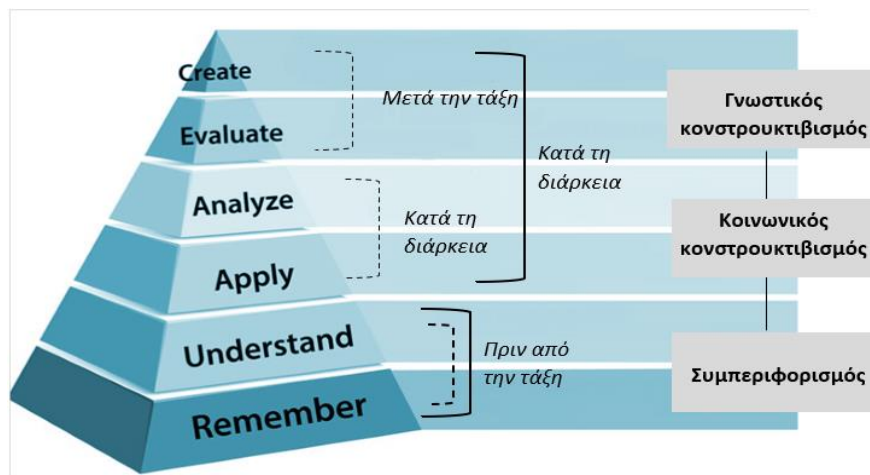 Create
Evaluate
Analyze
Apply
Understand
Remember
Μετά την τάξη
Κατά τη
διάρκεια
Κατά τη
διάρκεια
Πριν από
την τάξη
Γνωστικός
κονστρουκτιβισμός
Κοινωνικός
κονστρουκτιβισμός
Συμπεριφορισμός